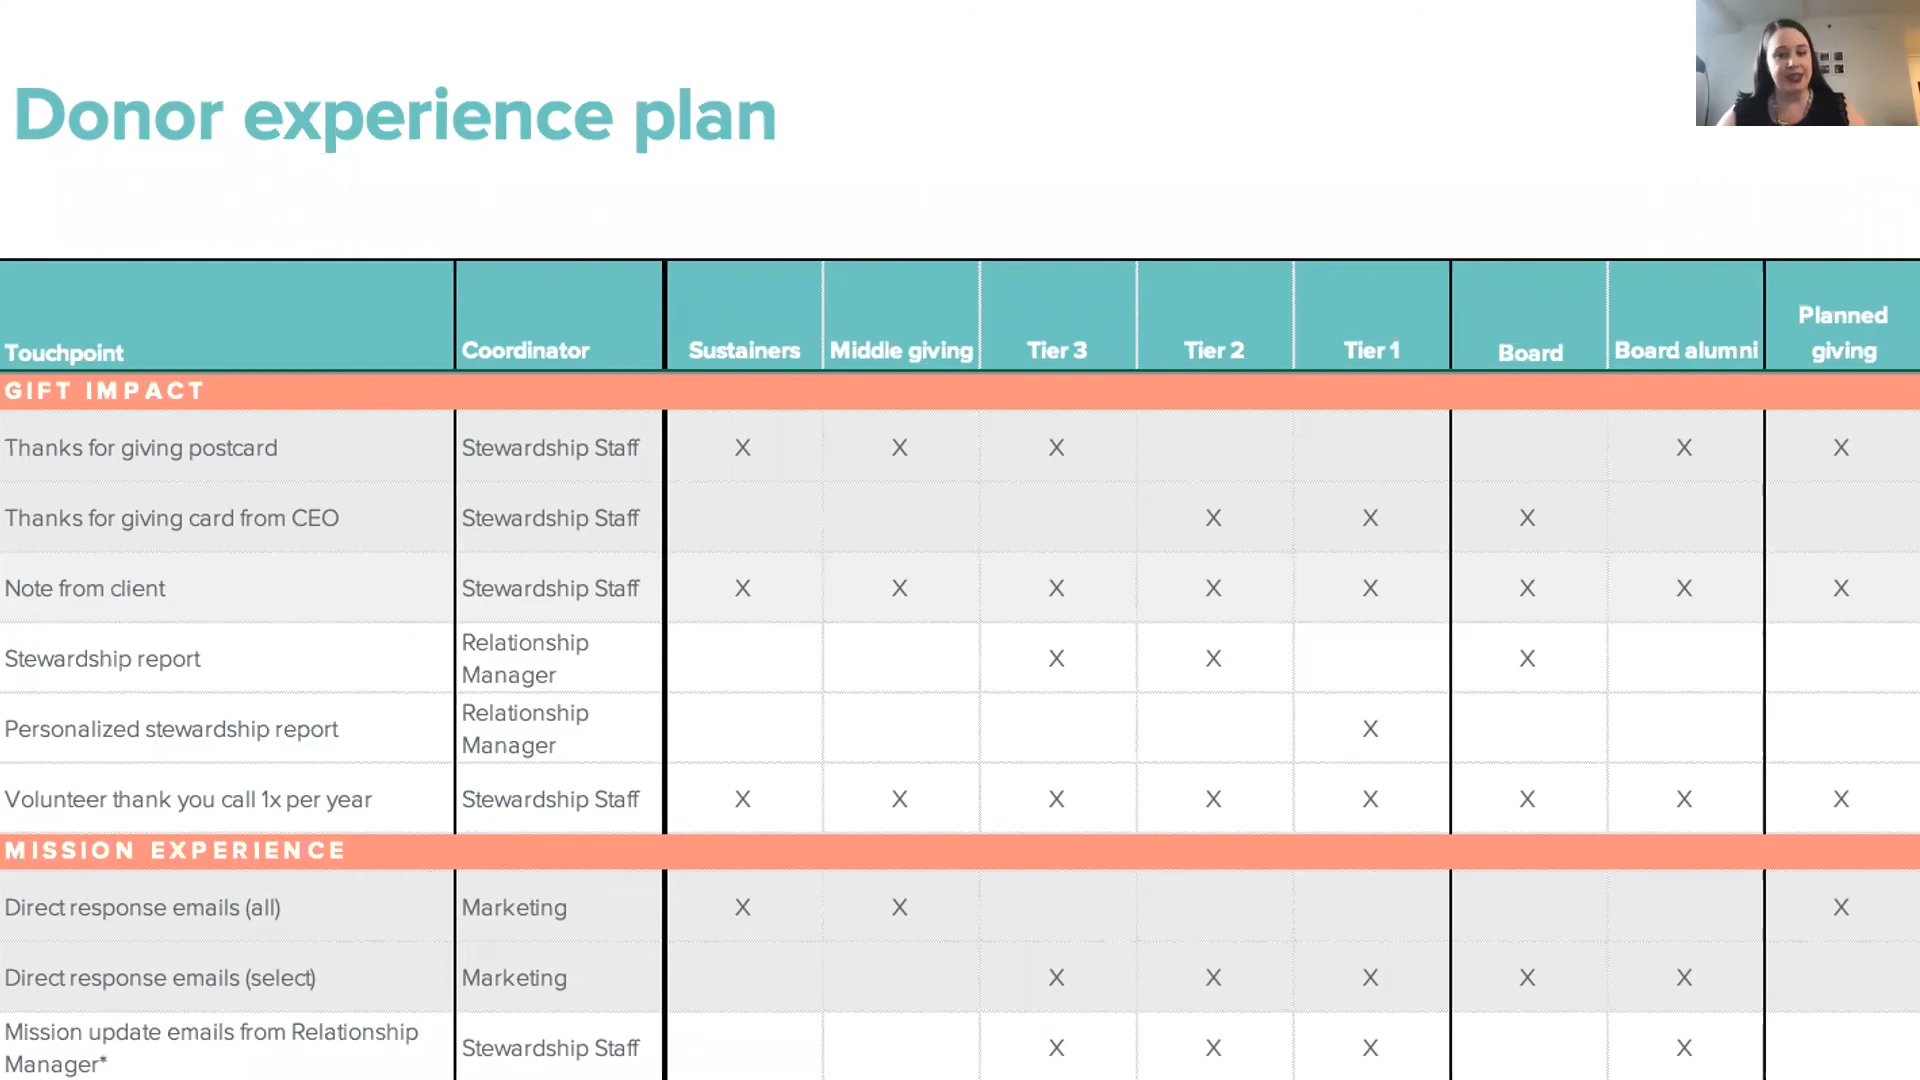 Donor experience plan
Touchpoint Coordinator Sustainers Middle giving Tier 3 Tier 2 Tier 1 Board Board alumni Planned giving
GIFT IMPACT
Thanks for giving postcard Stewardship Staff X X X X X
Thanks for giving card from CEO Stewardship Staff X X X
Note from client Stewardship Staff X X X X X X X X
Stewardship report Relationship Manager X X X
Personalized stewardship report Relationship Manager X
Volunteer thank you call 1x per year Stewardship Staff X X X X X X X X
MISSION EXPERIENCE
Direct response emails (all) Marketing X X X
Direct response emails (select) Marketing X X X X X
Mission update emails from Relationship Manager* Stewardship Staff X X X X